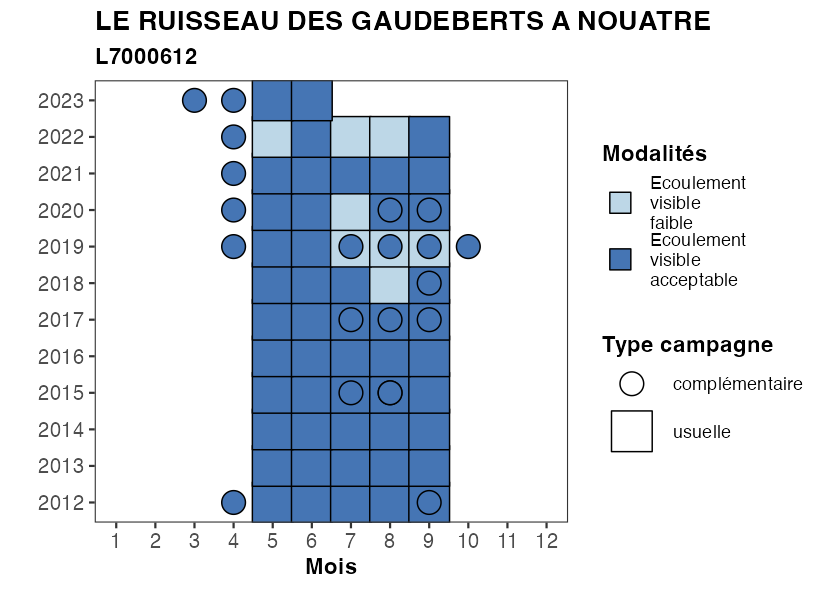 LE RUISSEAU DES GAUDEBERTS A NOUATRE
L7000612
2023
2022
2021
2020
2019
2018
2017
2016
2015
2014
2013
2012
1 2 3 4 5 6 7 8 9 10 11 12
Mois
Modalités
Ecoulement
visible
faible
Ecoulement
visible
acceptable
Type campagne
complémentaire
usuelle